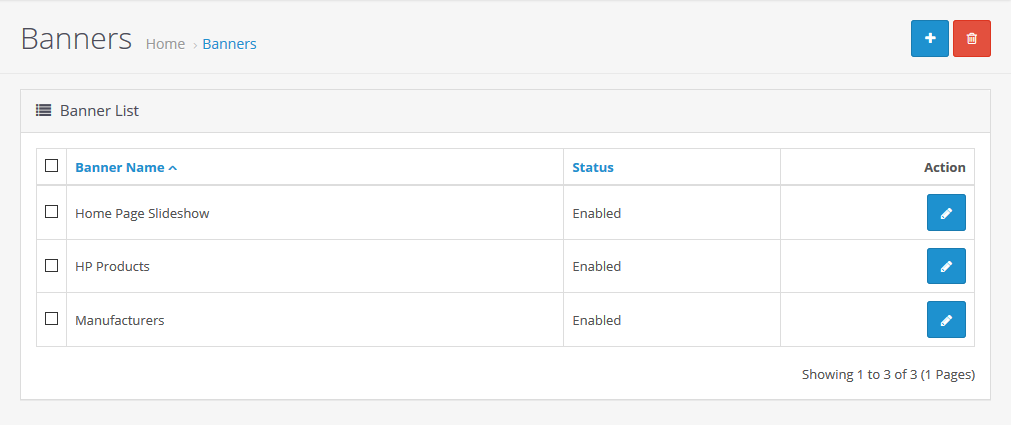 Banners Home › Banners
Banner List
Banner Name Status Action
Home Page Slideshow Enabled
HP Products Enabled
Manufacturers Enabled
Showing 1 to 3 of 3 (1 Pages)